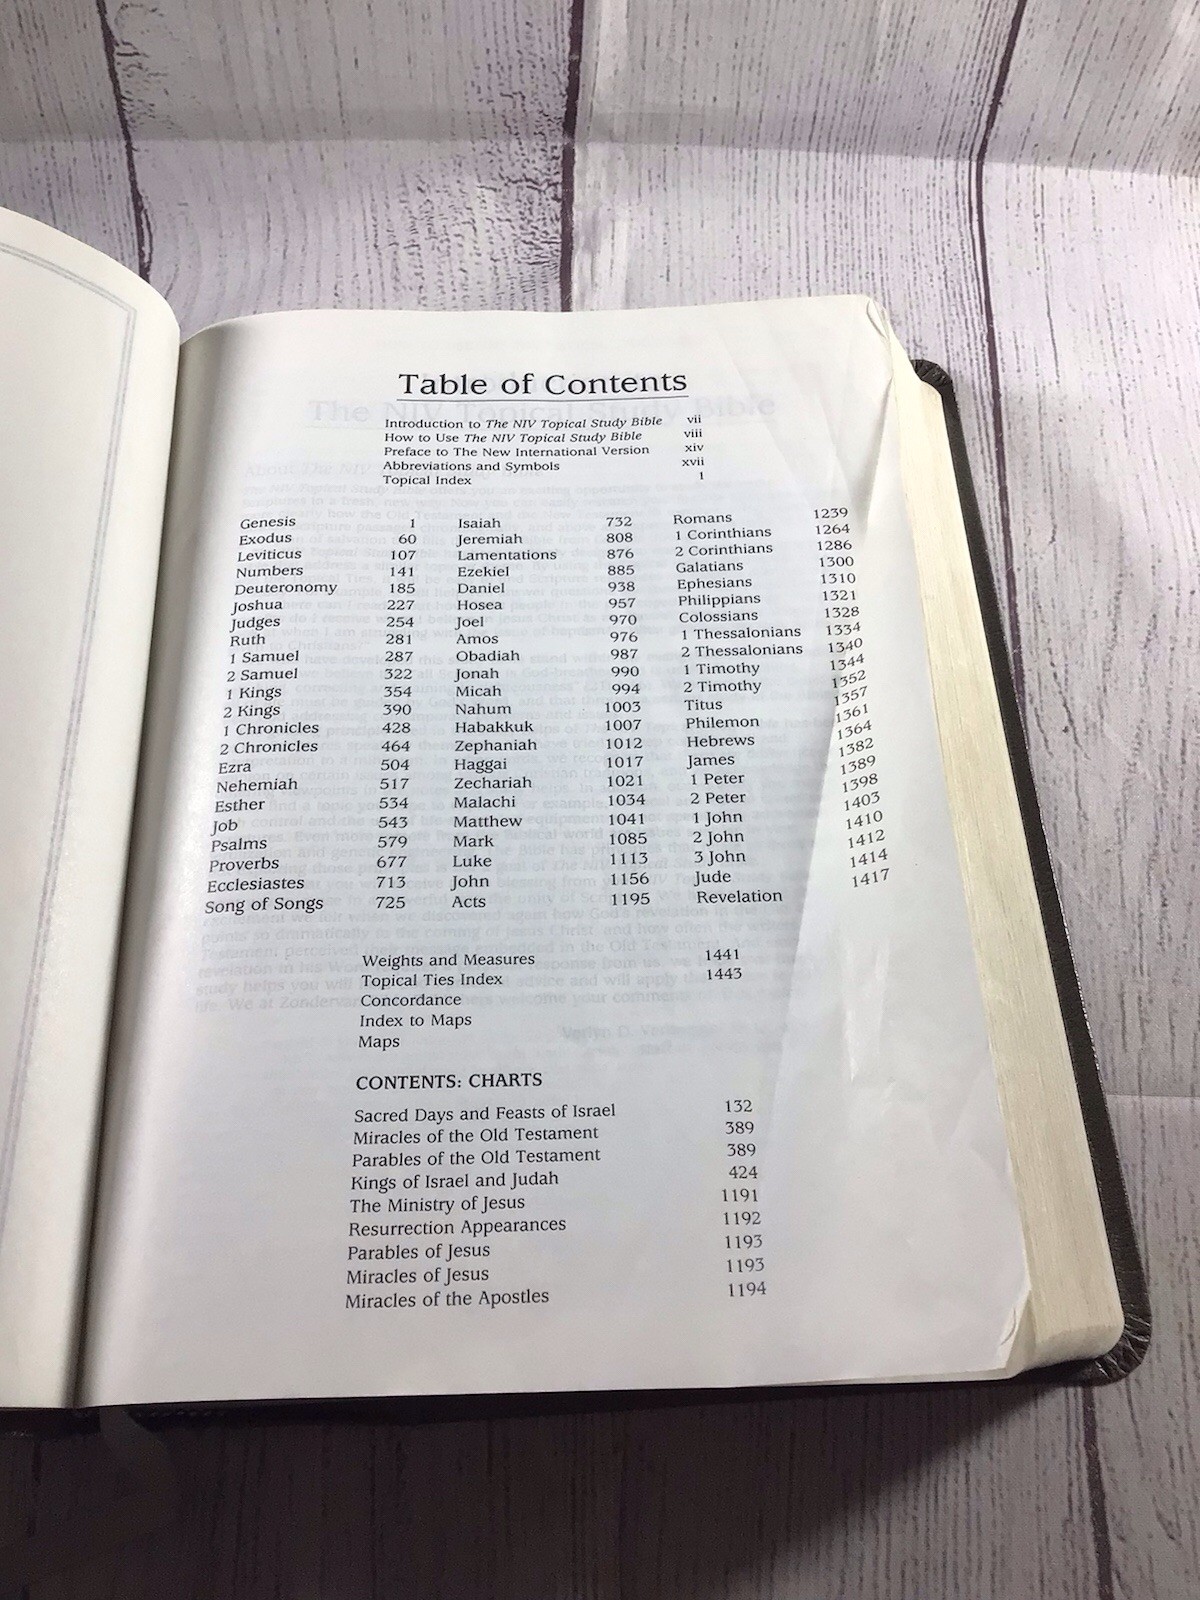 Table of Contents
Introduction to The NIV Topical Study Bible vii
How to Use The NIV Topical Study Bible viii
Preface to The New International Version xiv
Abbreviations and Symbols xvii
Topical Index 1
Genesis 1
Exodus 60
Leviticus 107
Numbers 141
Deuteronomy 185
Joshua 227
Judges 254
Ruth 281
1 Samuel 287
2 Samuel 322
1 Kings 354
2 Kings 390
1 Chronicles 428
2 Chronicles 464
Ezra 504
Nehemiah 517
Esther 534
Job 543
Psalms 579
Proverbs 677
Ecclesiastes 713
Song of Songs 725
Isaiah 732
Jeremiah 808
Lamentations 876
Ezekiel 885
Daniel 938
Hosea 957
Joel 970
Amos 976
Obadiah 987
Jonah 990
Micah 994
Nahum 1003
Habakkuk 1007
Zephaniah 1012
Haggai 1017
Zechariah 1021
Malachi 1034
Matthew 1041
Mark 1085
Luke 1113
John 1156
Acts 1195
Romans 1239
1 Corinthians 1264
2 Corinthians 1286
Galatians 1300
Ephesians 1310
Philippians 1321
Colossians 1328
1 Thessalonians 1334
2 Thessalonians 1340
1 Timothy 1344
2 Timothy 1352
Titus 1357
Philemon 1361
Hebrews 1364
James 1382
1 Peter 1389
2 Peter 1398
1 John 1403
2 John 1410
3 John 1412
Jude 1414
Revelation 1417
Weights and Measures 1441
Topical Ties Index 1443
Concordance
Index to Maps
Maps
CONTENTS: CHARTS
Sacred Days and Feasts of Israel 132
Miracles of the Old Testament 389
Parables of the Old Testament 389
Kings of Israel and Judah 424
The Ministry of Jesus 1191
Resurrection Appearances 1192
Parables of Jesus 1193
Miracles of Jesus 1193
Miracles of the Apostles 1194